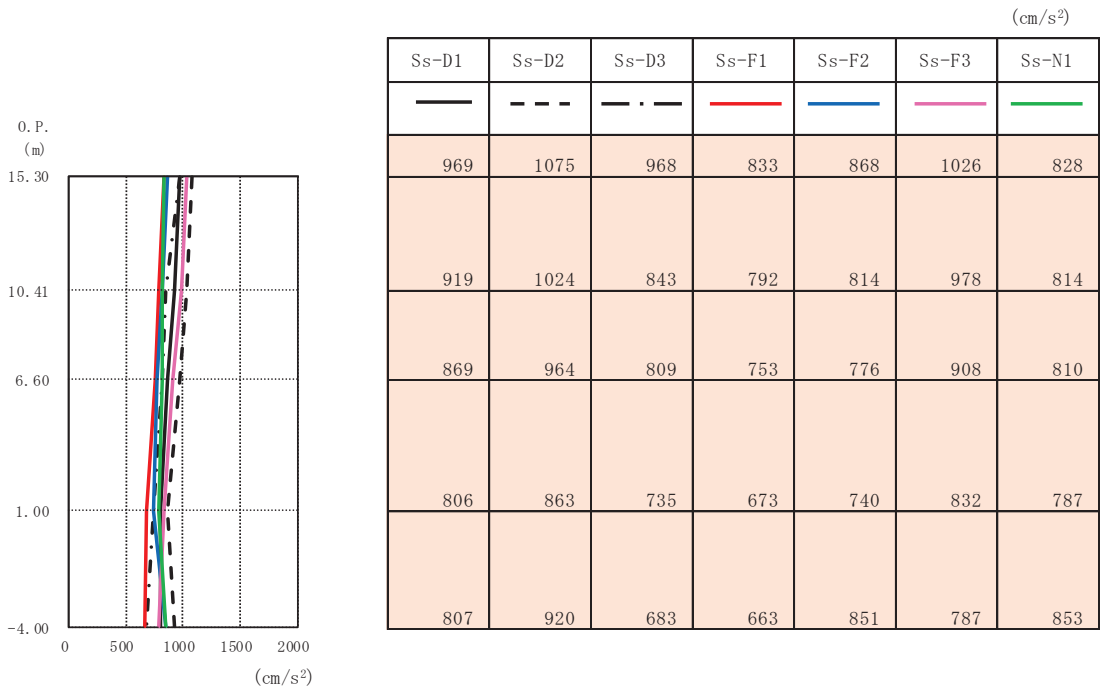 (cm/s²)
Ss-D1 Ss-D2 Ss-D3 Ss-F1 Ss-F2 Ss-F3 Ss-N1
O.P.
(m)
969 1075 968 833 868 1026 828
15.30
919 1024 843 792 814 978 814
10.41
869 964 809 753 776 908 810
6.60
806 863 735 673 740 832 787
1.00
807 920 683 663 851 787 853
-4.00
0 500 1000 1500 2000
(cm/s²)